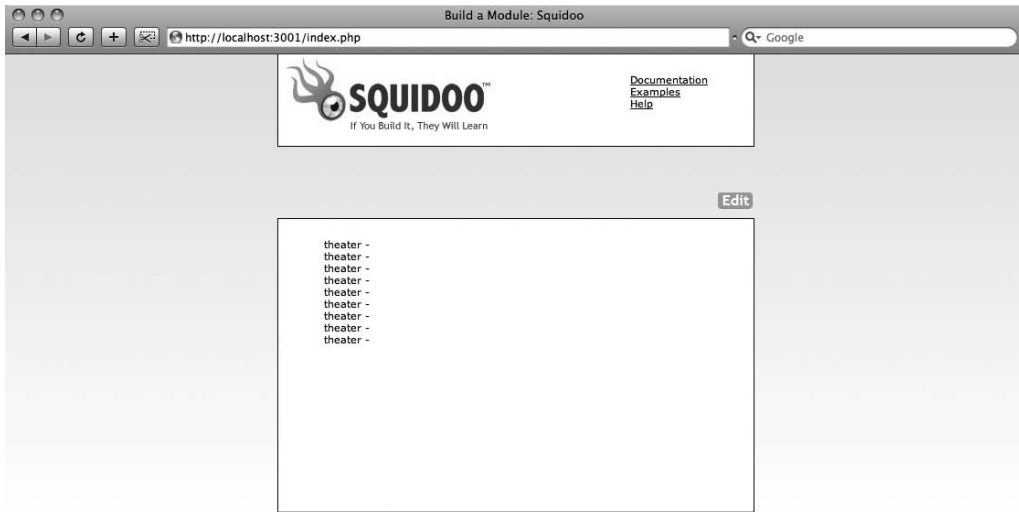 Build a Module: Squidoo
http://localhost:3001/index.php
Google
SQUIDOO™
If You Build It, They Will Learn
Documentation
Examples
Help
Edit
theater -
theater -
theater -
theater -
theater -
theater -
theater -
theater -
theater -